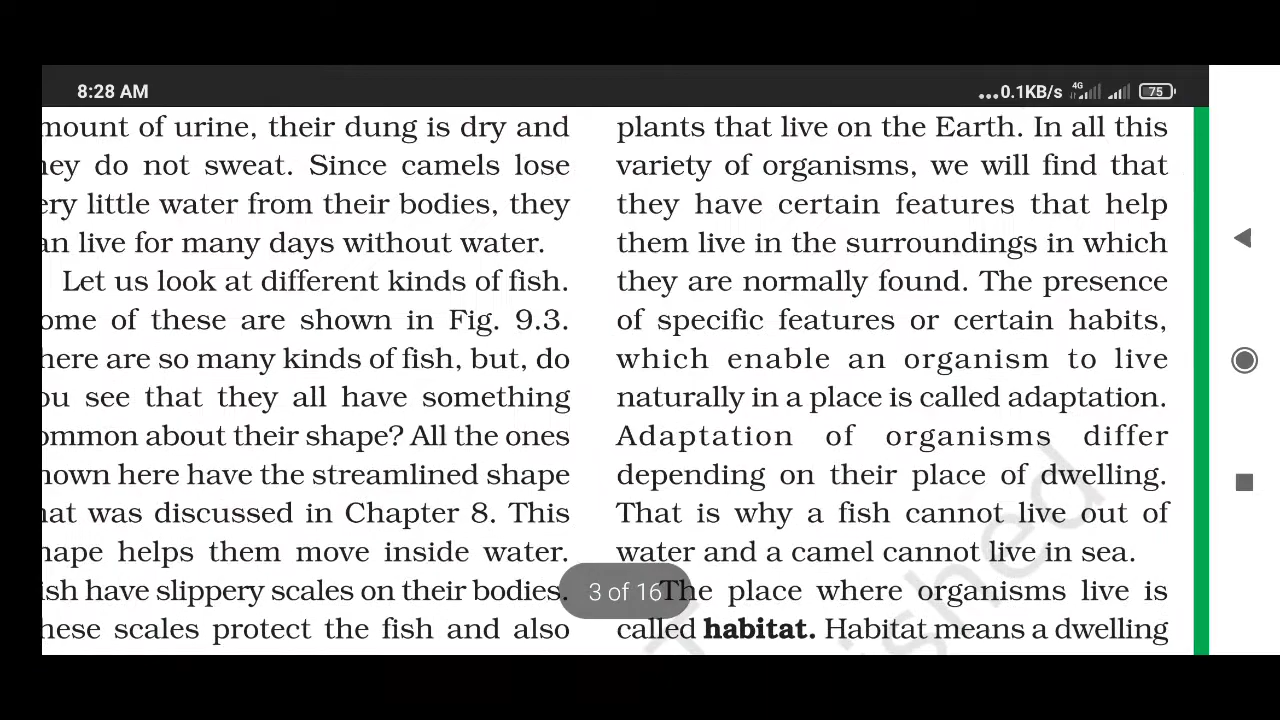 8:28 AM
...0.1KB/s 4G 75
mount of urine, their dung is dry and
hey do not sweat. Since camels lose
ery little water from their bodies, they
an live for many days without water.
Let us look at different kinds of fish.
ome of these are shown in Fig. 9.3.
here are so many kinds of fish, but, do
ou see that they all have something
ommon about their shape? All the ones
hown here have the streamlined shape
hat was discussed in Chapter 8. This
hape helps them move inside water.
ish have slippery scales on their bodies.
hese scales protect the fish and also
plants that live on the Earth. In all this
variety of organisms, we will find that
they have certain features that help
them live in the surroundings in which
they are normally found. The presence
of specific features or certain habits,
which enable an organism to live
naturally in a place is called adaptation.
Adaptation of organisms differ
depending on their place of dwelling.
That is why a fish cannot live out of
water and a camel cannot live in sea.
The place where organisms live is
called habitat. Habitat means a dwelling
3 of 16